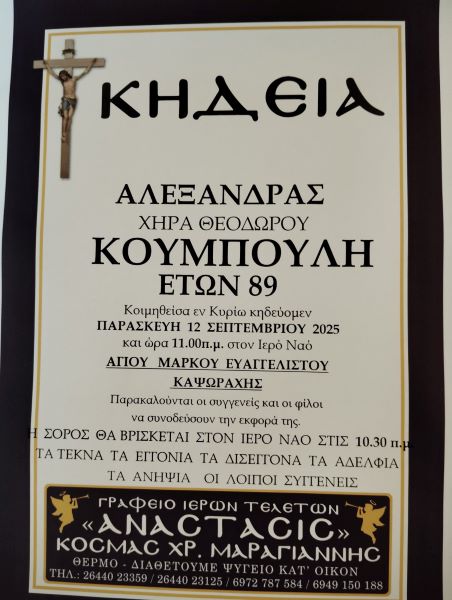 ΚΗΔΕΙΑ
ΑΛΕΞΑΝΔΡΑΣ
ΧΗΡΑ ΘΕΟΔΩΡΟΥ
ΚΟΥΜΠΟΥΛΗ
ΕΤΩΝ 89
Κοιμηθείσα εν Κυρίω κηδεύομεν
ΠΑΡΑΣΚΕΥΗ 12 ΣΕΠΤΕΜΒΡΙΟΥ 2025
και ώρα 11.00π.μ. στον Ιερό Ναό
ΑΓΙΟΥ ΜΑΡΚΟΥ ΕΥΑΓΓΕΛΙΣΤΟΥ
ΚΑΨΩΡΑΧΗΣ
Παρακαλούνται οι συγγενείς και οι φίλοι
να συνοδεύσουν την εκφορά της.
Η ΣΟΡΟΣ ΘΑ ΒΡΙΣΚΕΤΑΙ ΣΤΟΝ ΙΕΡΟ ΝΑΟ ΣΤΙΣ 10.30 π.μ.
ΤΑ ΤΕΚΝΑ ΤΑ ΕΓΓΟΝΙΑ ΤΑ ΔΙΣΕΓΓΟΝΑ ΤΑ ΑΔΕΛΦΙΑ
ΤΑ ΑΝΗΨΙΑ ΟΙ ΛΟΙΠΟΙ ΣΥΓΓΕΝΕΙΣ
ΓΡΑΦΕΙΟ ΙΕΡΩΝ ΤΕΛΕΤΩΝ
«ΑΝΑCΤΑCΙC»
ΚΟCΜΑC ΧΡ. ΜΑΡΑΓΙΑΝΝΗC
ΘΕΡΜΟ - ΔΙΑΘΕΤΟΥΜΕ ΨΥΓΕΙΟ ΚΑΤ' ΟΙΚΟΝ
ΤΗΛ.: 26440 23359 / 26440 23125 / 6972 787 584 / 6949 150 188